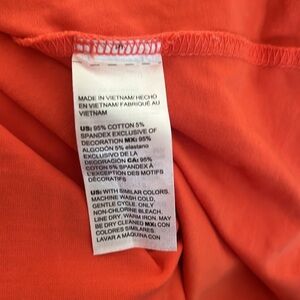 MADE IN VIETNAM/ HECHO
EN VIETNAM/ FABRIQUÉ AU
VIETNAM
US: 95% COTTON 5%
SPANDEX EXCLUSIVE OF
DECORATION MX: 95%
ALGODÓN 5% elastano
EXCLUSIVO DE LA
DECORACIÓN CA: 95%
COTON 5% SPANDEX À
L'EXCEPTION DES MOTIFS
DÉCORATIFS
US: WITH SIMILAR COLORS.
MACHINE WASH COLD,
GENTLE CYCLE. ONLY
NON-CHLORINE BLEACH.
LINE DRY. WARM IRON, MAY
BE DRY CLEANED MX: CON
COLORES SIMILARES.
LAVAR A MÁQUINA CON